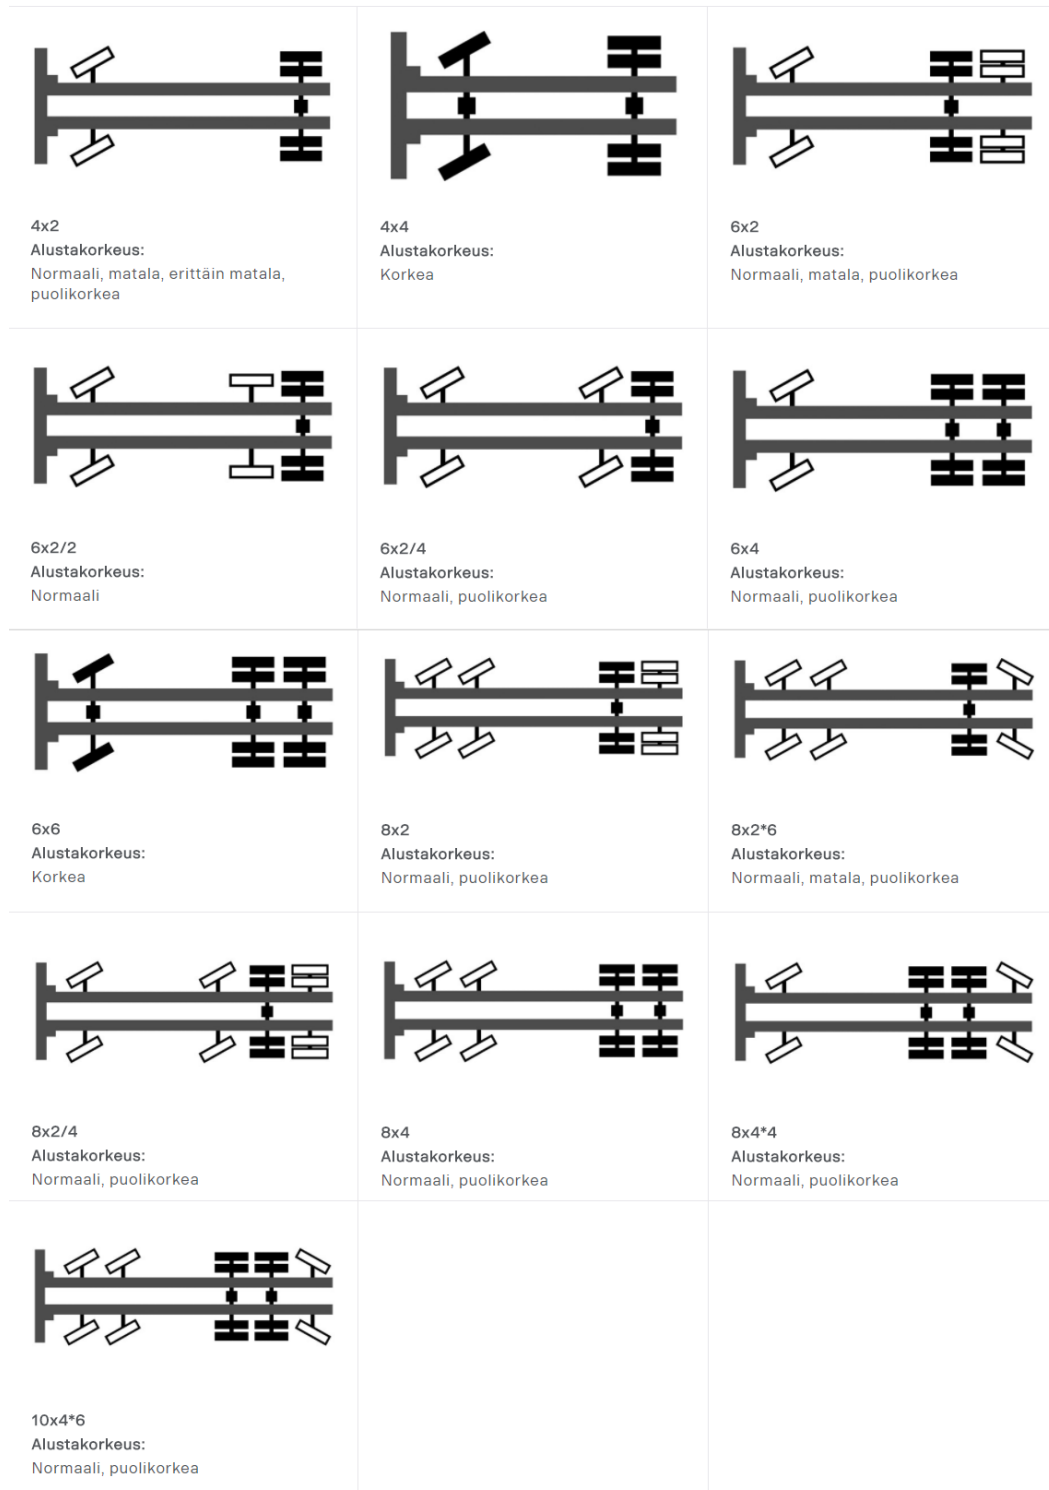 4x2
Alustakorkeus:
Normaali, matala, erittäin matala,
puolikorkea
4x4
Alustakorkeus:
Korkea
6x2
Alustakorkeus:
Normaali, matala, puolikorkea
6x2/2
Alustakorkeus:
Normaali
6x2/4
Alustakorkeus:
Normaali, puolikorkea
6x4
Alustakorkeus:
Normaali, puolikorkea
6x6
Alustakorkeus:
Korkea
8x2
Alustakorkeus:
Normaali, puolikorkea
8x2*6
Alustakorkeus:
Normaali, matala, puolikorkea
8x2/4
Alustakorkeus:
Normaali, puolikorkea
8x4
Alustakorkeus:
Normaali, puolikorkea
8x4*4
Alustakorkeus:
Normaali, puolikorkea
10x4*6
Alustakorkeus:
Normaali, puolikorkea